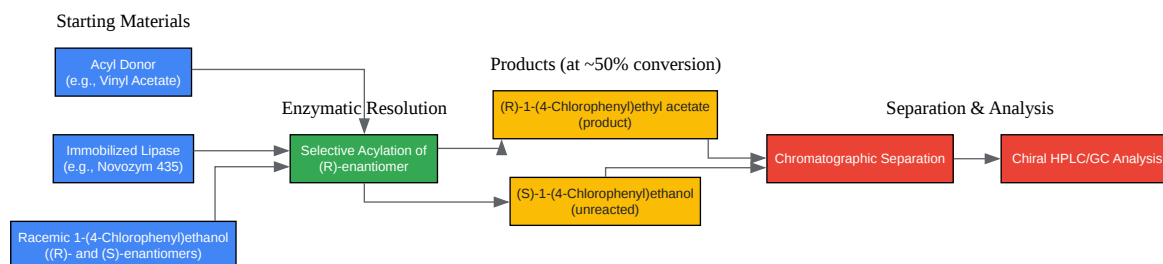 Starting Materials
Acyl Donor
(e.g., Vinyl Acetate)
Immobilized Lipase
(e.g., Novozym 435)
Racemic 1-(4-Chlorophenyl)ethanol
((R)- and (S)-enantiomers)
Enzymatic Resolution
Selective Acylation of
(R)-enantiomer
Products (at ~50% conversion)
(R)-1-(4-Chlorophenyl)ethyl acetate
(product)
(S)-1-(4-Chlorophenyl)ethanol
(unreacted)
Separation & Analysis
Chromatographic Separation
Chiral HPLC/GC Analysis